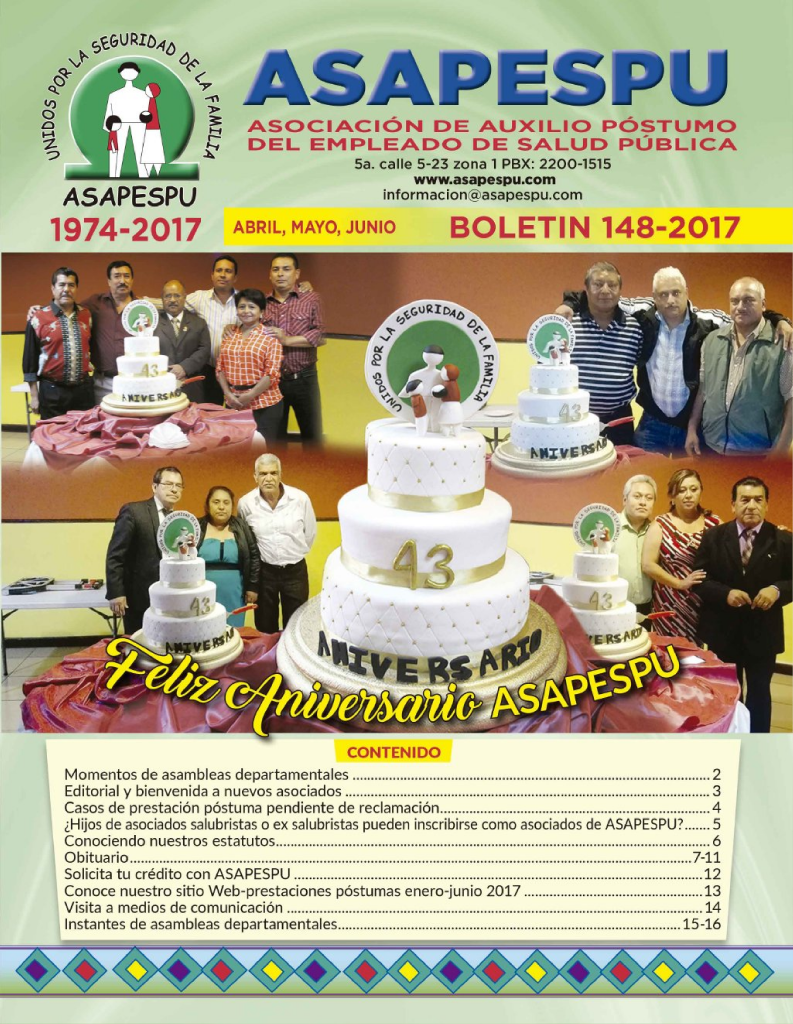 UNIDOS POR LA SEGURIDAD DE LA FAMILIA
ASAPESPU
1974-2017
ASAPESPU
ASOCIACIÓN DE AUXILIO PÓSTUMO
DEL EMPLEADO DE SALUD PÚBLICA
5a. calle 5-23 zona 1 PBX: 2200-1515
www.asapespu.com
informacion@asapespu.com
ABRIL, MAYO, JUNIO
BOLETIN 148-2017
43
ANIVERSARIO
UNIDOS POR LA SEGURIDAD DE LA FAMILIA
43
ANIVERSARIO
43
ANIVERSARIO
43
ANIVERSARIO
43
ANIVERSARIO
Feliz Aniversario ASAPESPU
CONTENIDO
Momentos de asambleas departamentales 2
Editorial y bienvenida a nuevos asociados 3
Casos de prestación póstuma pendiente de reclamación 4
¿Hijos de asociados salubristas o ex salubristas pueden inscribirse como asociados de ASAPESPU? 5
Conociendo nuestros estatutos 6
Obituario 7-11
Solicita tu crédito con ASAPESPU 12
Conoce nuestro sitio Web-prestaciones póstumas enero-junio 2017 13
Visita a medios de comunicación 14
Instantes de asambleas departamentales 15-16